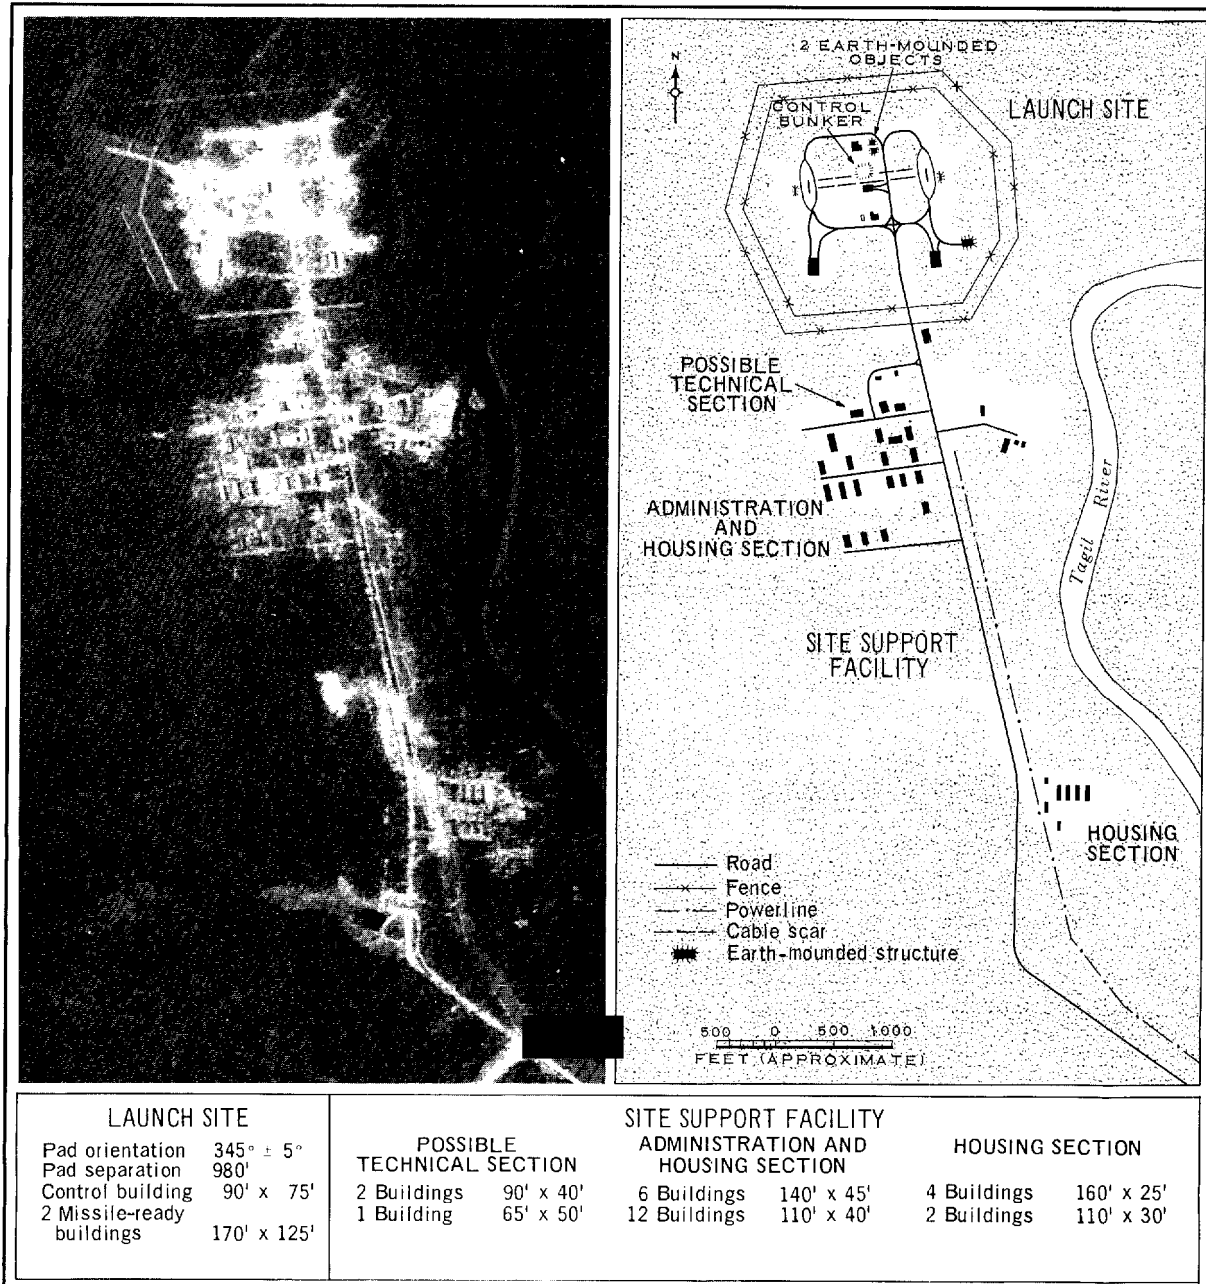 2 EARTH-MOUNDED
OBJECTS
N
CONTROL
BUNKER
LAUNCH SITE
POSSIBLE
TECHNICAL
SECTION
ADMINISTRATION
AND
HOUSING SECTION
Tagil River
SITE SUPPORT
FACILITY
HOUSING
SECTION
Road
Fence
Powerline
Cable scar
Earth-mounded structure
500 0 500 1000
FEET (APPROXIMATE)
LAUNCH SITE
Pad orientation 345° ± 5°
Pad separation 980'
Control building 90' x 75'
2 Missile-ready
buildings 170' x 125'
SITE SUPPORT FACILITY
POSSIBLE
TECHNICAL SECTION
2 Buildings 90' x 40'
1 Building 65' x 50'
ADMINISTRATION AND
HOUSING SECTION
6 Buildings 140' x 45'
12 Buildings 110' x 40'
HOUSING SECTION
4 Buildings 160' x 25'
2 Buildings 110' x 30'